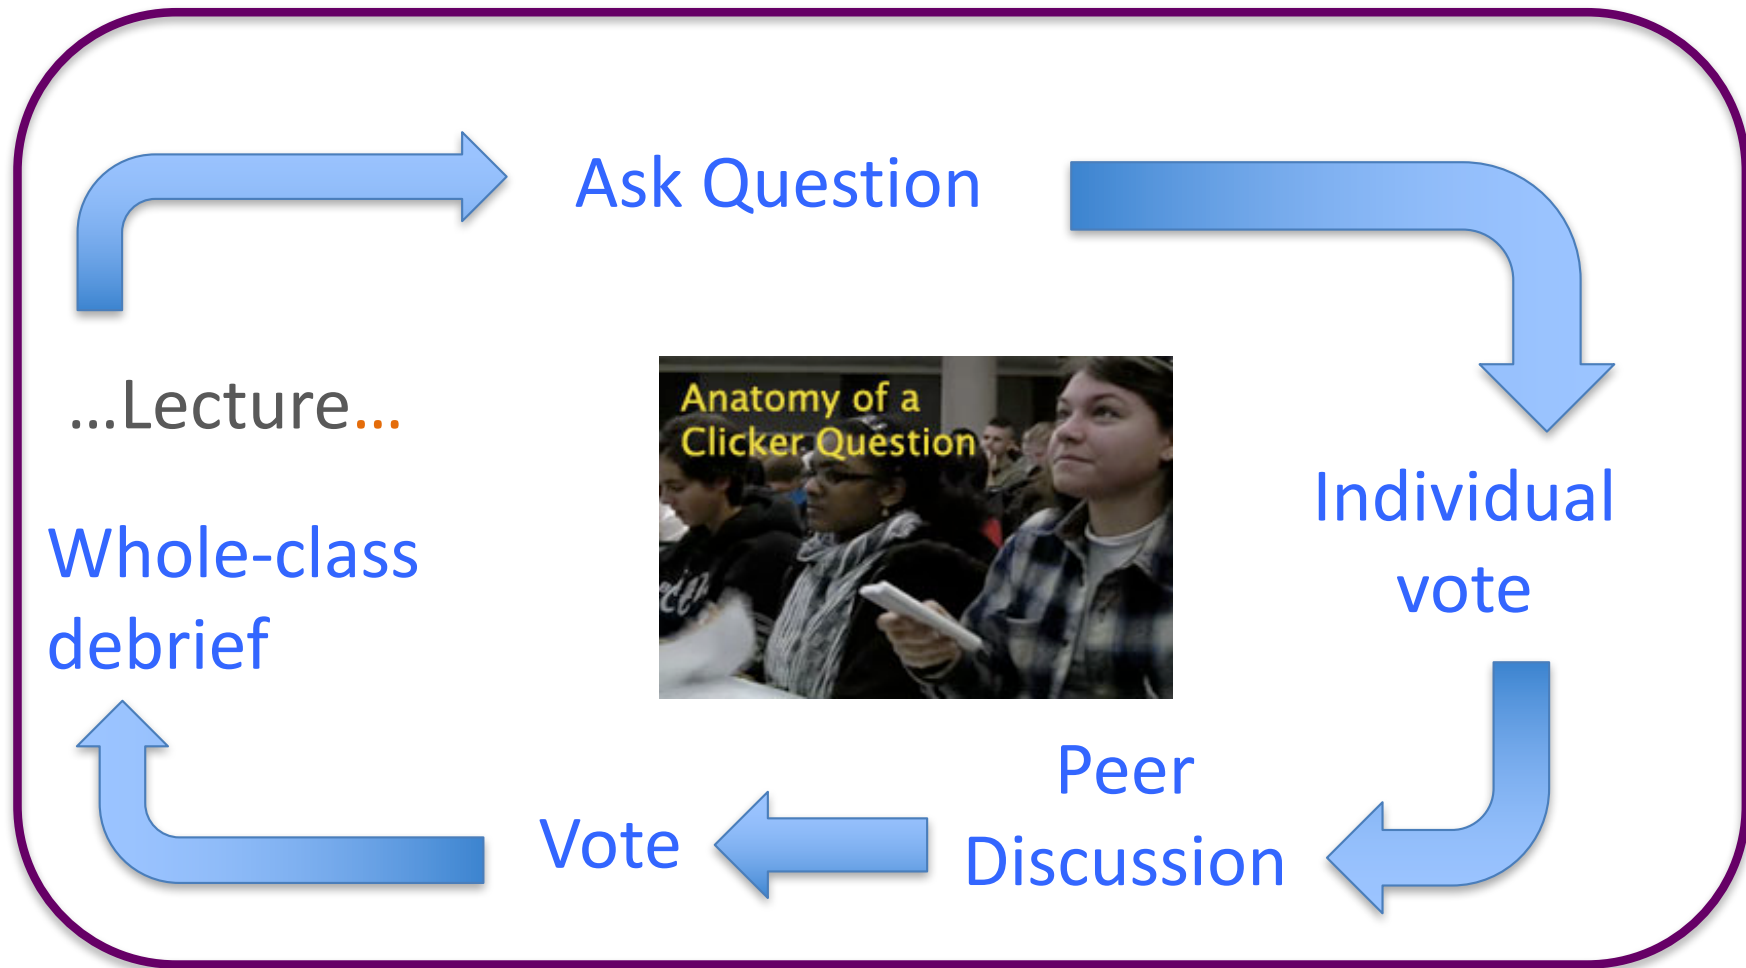 Ask Question
…Lecture…
Anatomy of a
Clicker Question
Individual
vote
Whole-class
debrief
Peer
Discussion
Vote